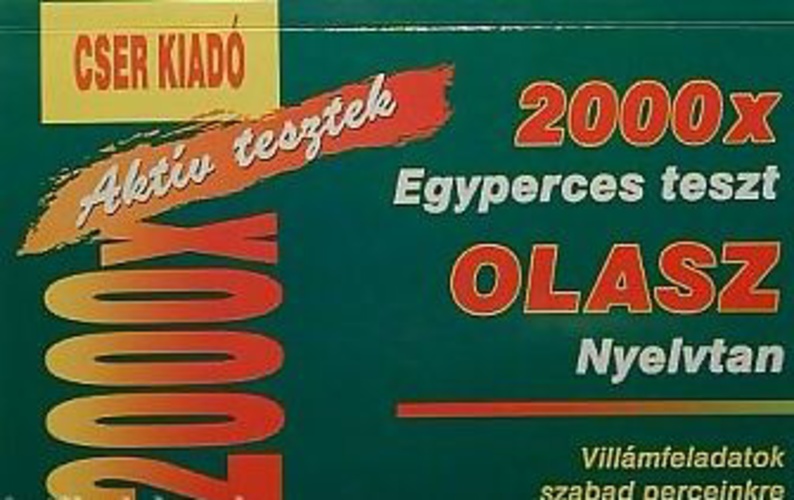 CSER KIADÓ
Aktív tesztek
2000x
2000x
Egyperces teszt
OLASZ
Nyelvtan
Villámfeladatok
szabad perceinkre